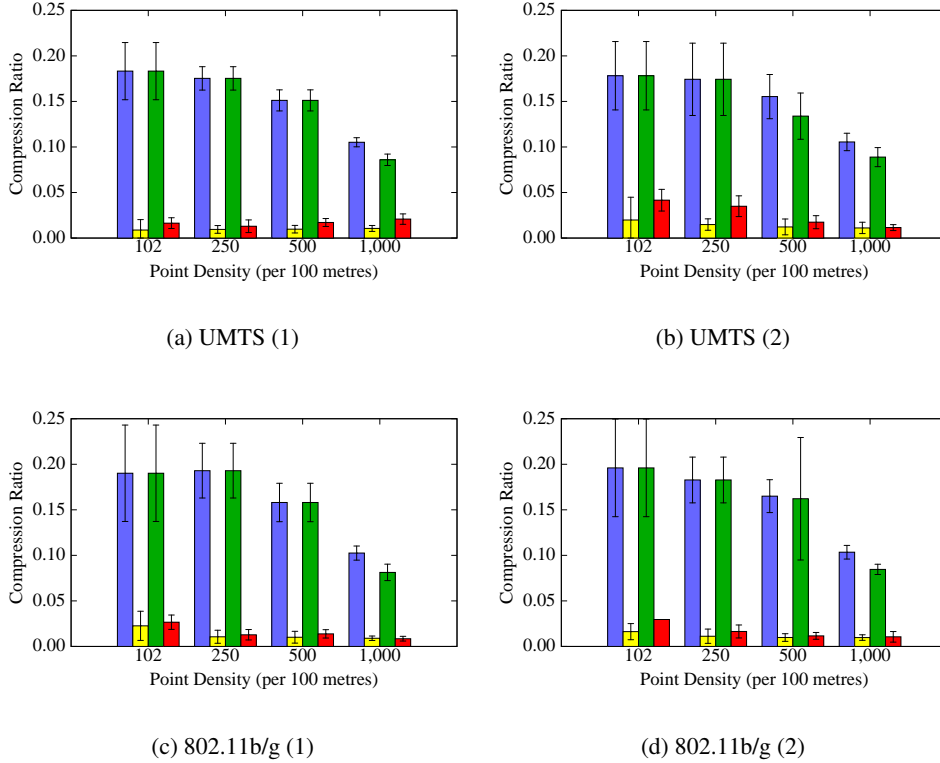 0.25
0.20
0.15
0.10
0.05
0.00
Compression Ratio
102 250 500 1,000
Point Density (per 100 metres)
(a) UMTS (1)
0.25
0.20
0.15
0.10
0.05
0.00
Compression Ratio
102 250 500 1,000
Point Density (per 100 metres)
(b) UMTS (2)
0.25
0.20
0.15
0.10
0.05
0.00
Compression Ratio
102 250 500 1,000
Point Density (per 100 metres)
(c) 802.11b/g (1)
0.25
0.20
0.15
0.10
0.05
0.00
Compression Ratio
102 250 500 1,000
Point Density (per 100 metres)
(d) 802.11b/g (2)